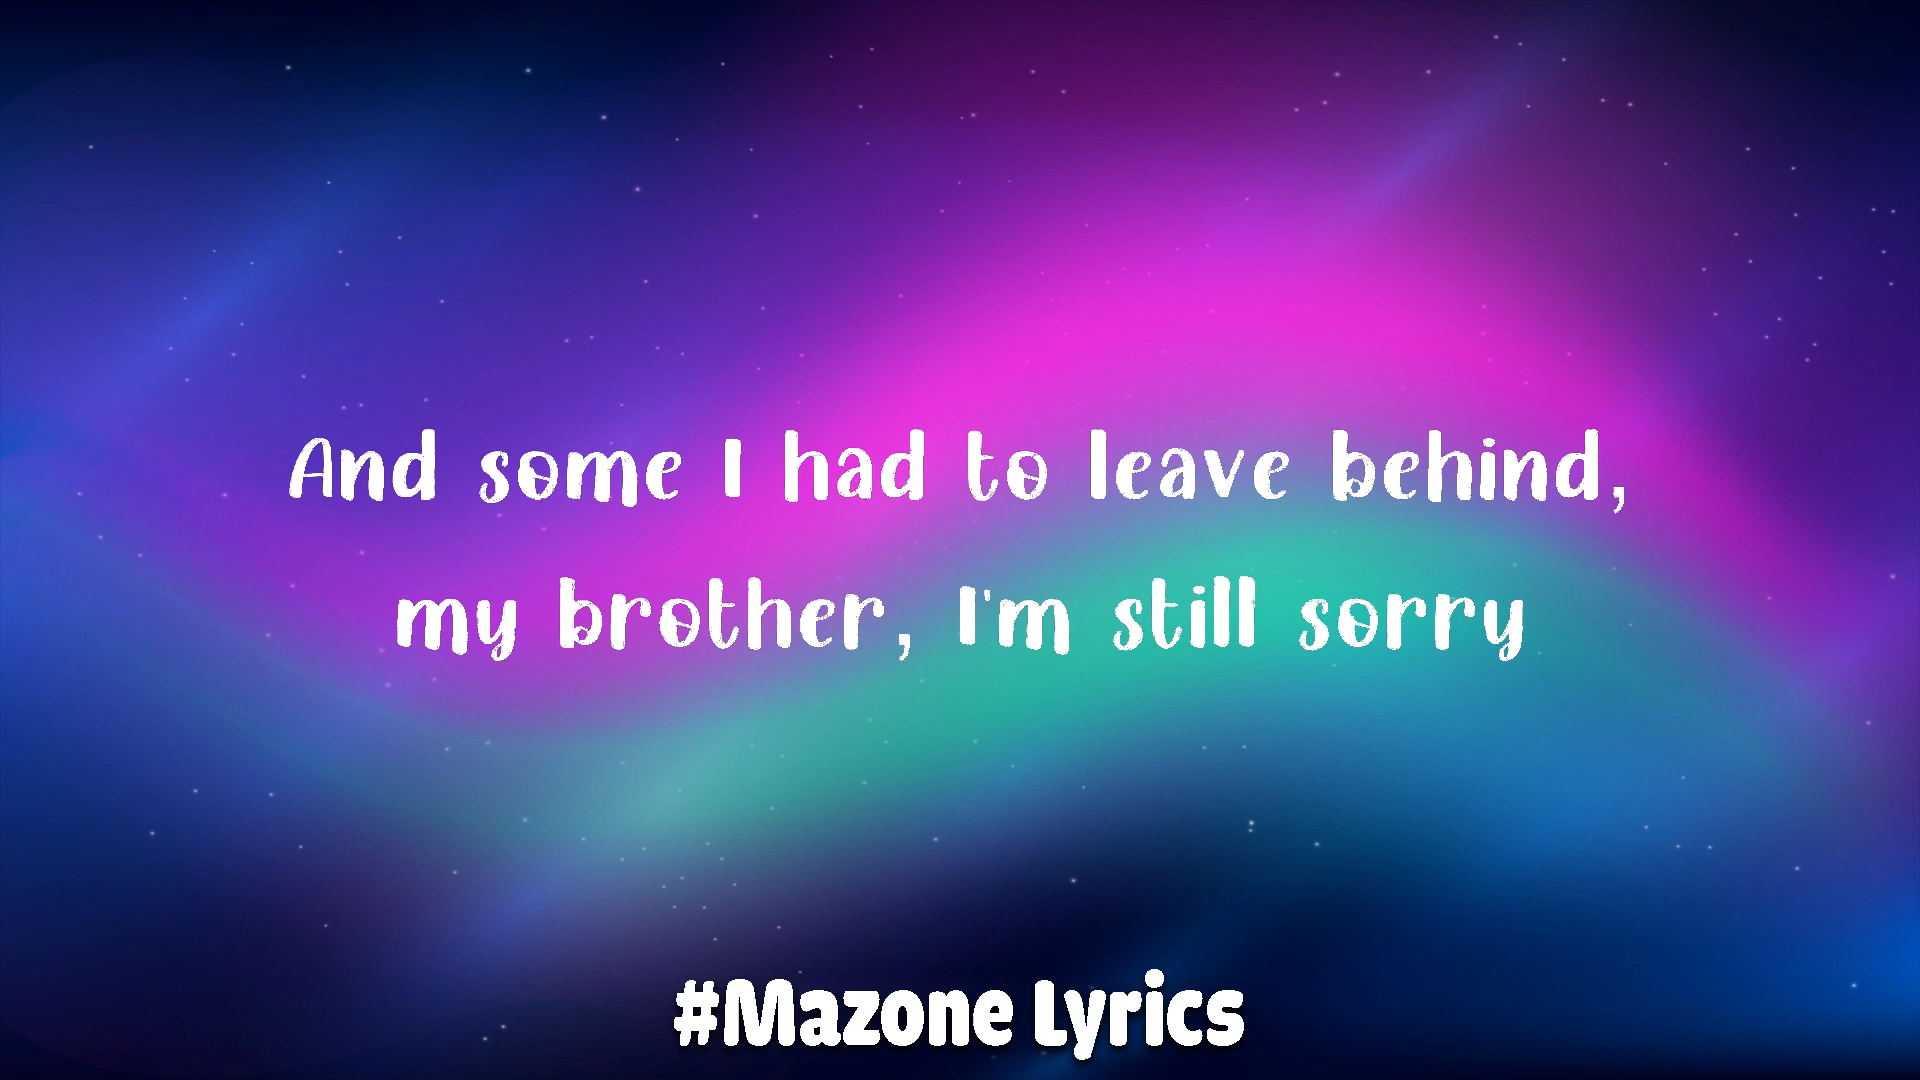 And some I had to leave behind,
my brother, I'm still sorry
#Mazone Lyrics